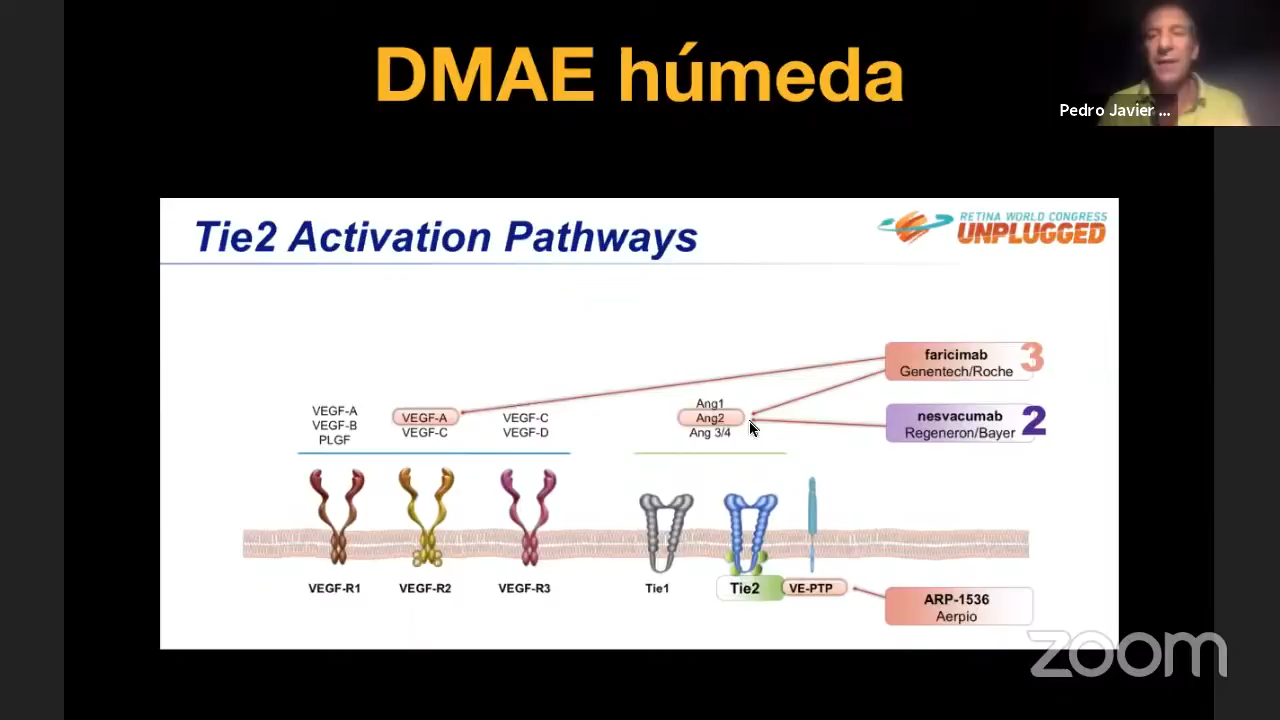 DMAE húmeda
Pedro Javier ...
Tie2 Activation Pathways
RETINA WORLD CONGRESS
UNPLUGGED
faricimab 3
Genentech/Roche
nesvacumab 2
Regeneron/Bayer
VEGF-A
VEGF-B
PLGF
VEGF-A
VEGF-C
VEGF-C
VEGF-D
Ang1
Ang2
Ang 3/4
VEGF-R1
VEGF-R2
VEGF-R3
Tie1
Tie2
VE-PTP
ARP-1536
Aerpio
zoom